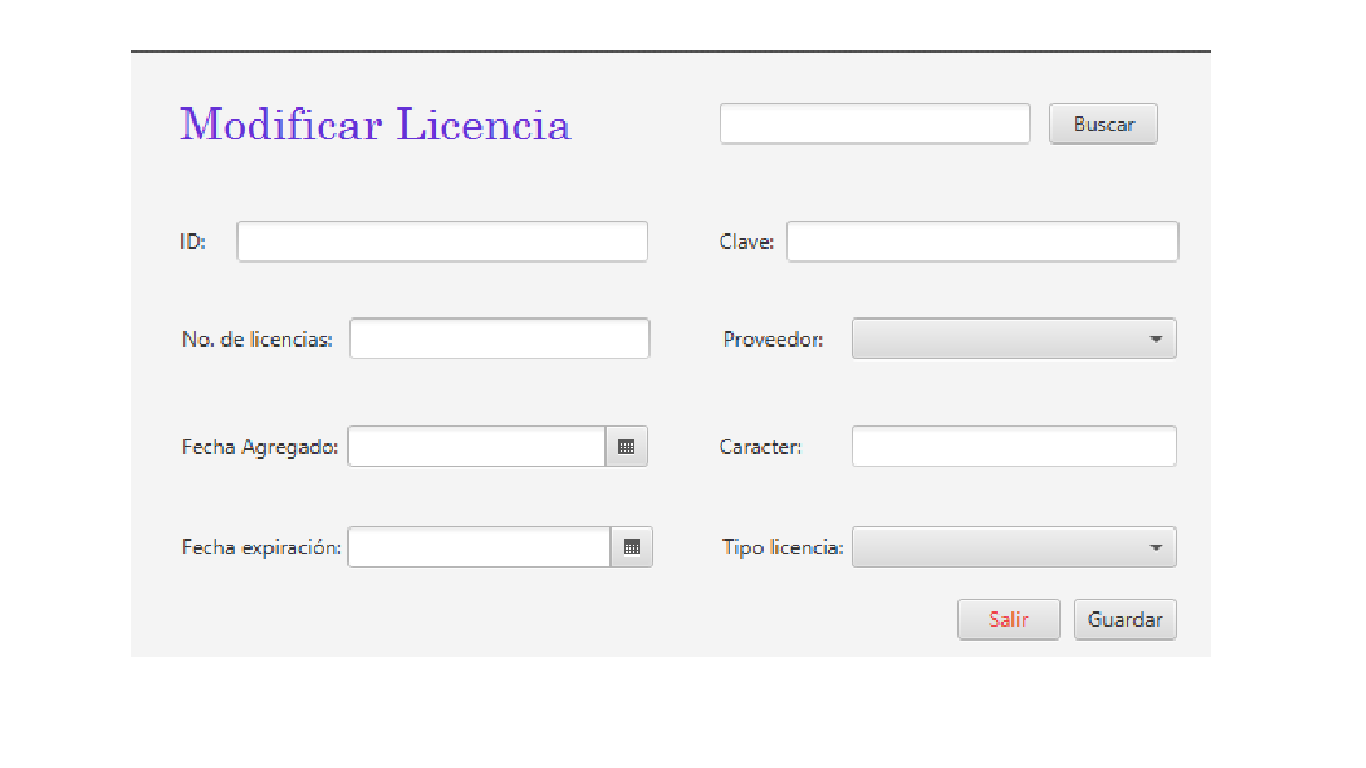 Modificar Licencia
Buscar
ID:
Clave:
No. de licencias:
Proveedor:
Fecha Agregado:
Caracter:
Fecha expiración:
Tipo licencia:
Salir
Guardar